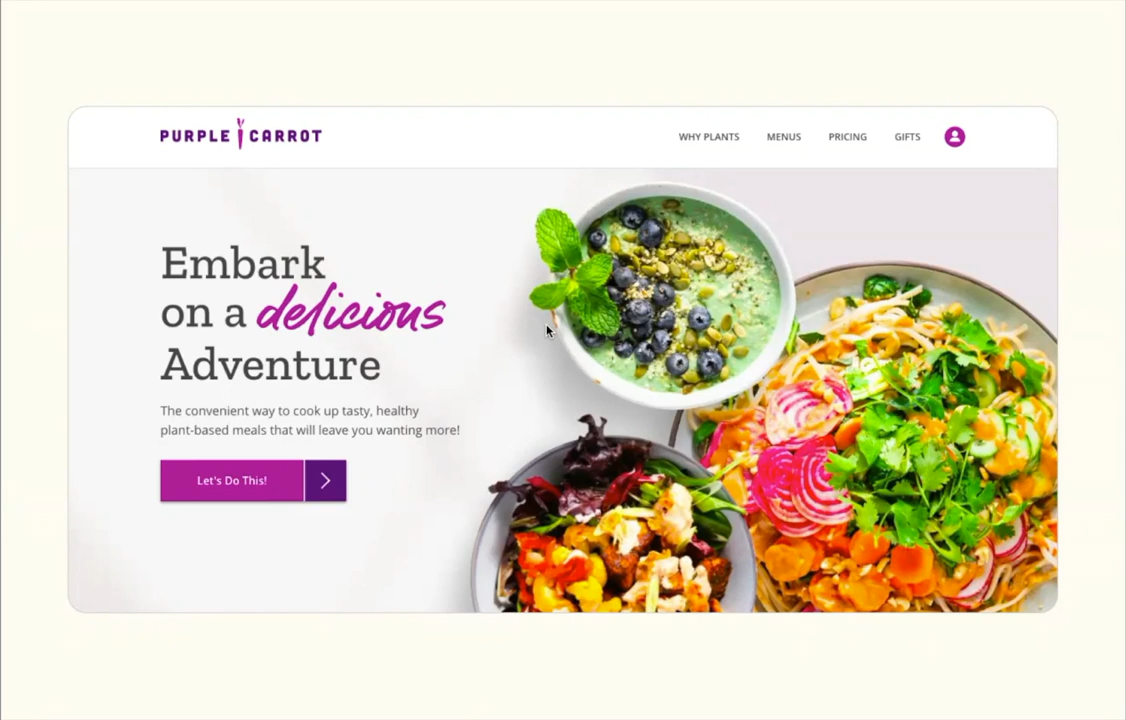 PURPLE CARROT
WHY PLANTS MENUS PRICING GIFTS
Embark
on a delicious
Adventure
The convenient way to cook up tasty, healthy
plant-based meals that will leave you wanting more!
Let's Do This!